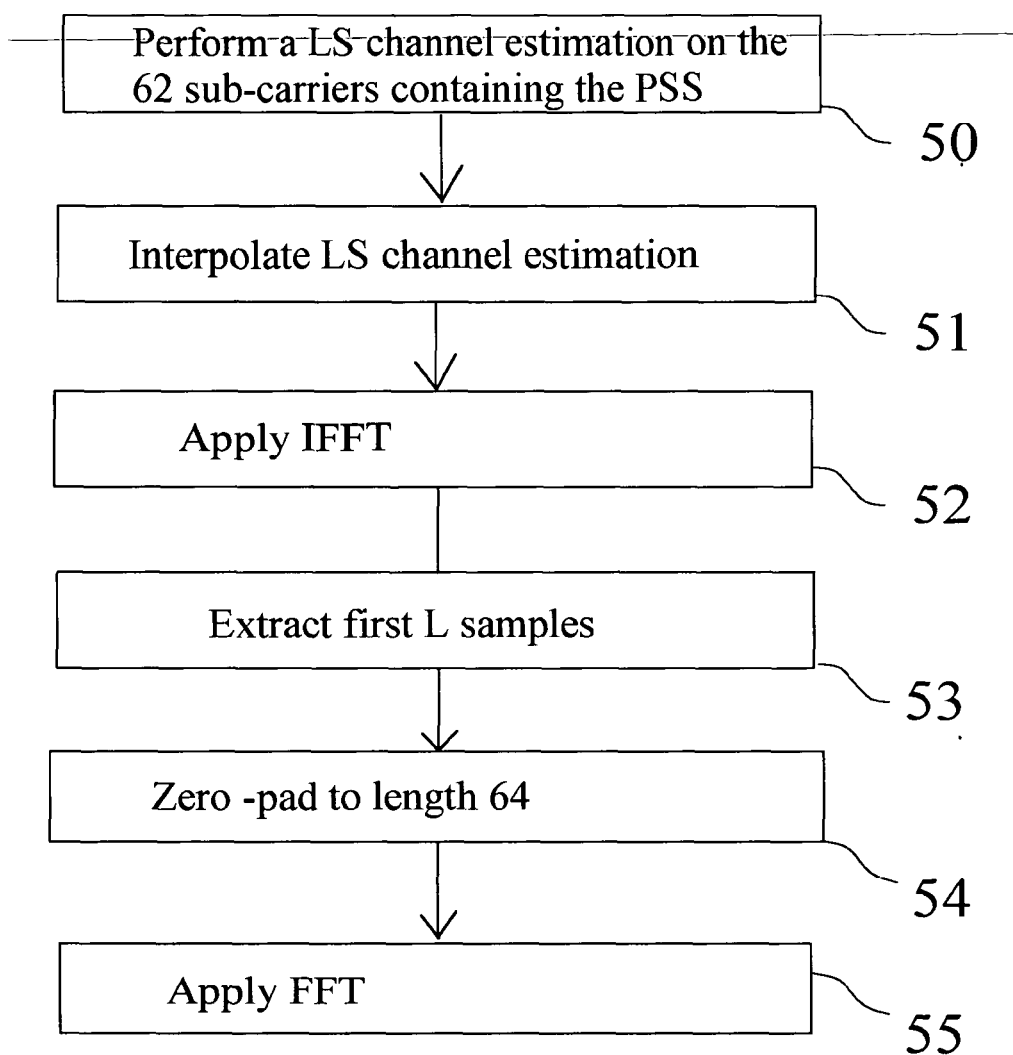 Perform a LS channel estimation on the
62 sub-carriers containing the PSS
50
Interpolate LS channel estimation
51
Apply IFFT
52
Extract first L samples
53
Zero -pad to length 64
54
Apply FFT
55